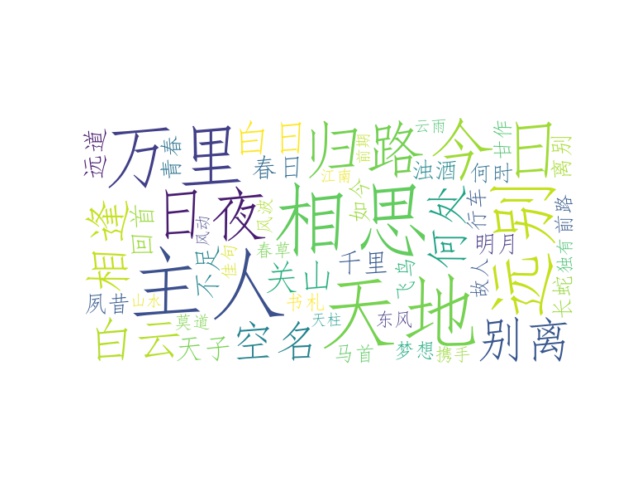 远道
万里
青春
白日
春日
归路
江南
前期
云雨
今日
浊酒
何时
甘作
离别
相逢
回首
日夜
风动
风波
相思
如今
何处
行车
远别
前路
独有
长蛇
夙昔
山水
主人
不足
佳句
春草
关山
千里
飞鸟
明月
故人
天地
书札
白云
莫道
天子
空名
天柱
东风
马首
梦想
携手
别离